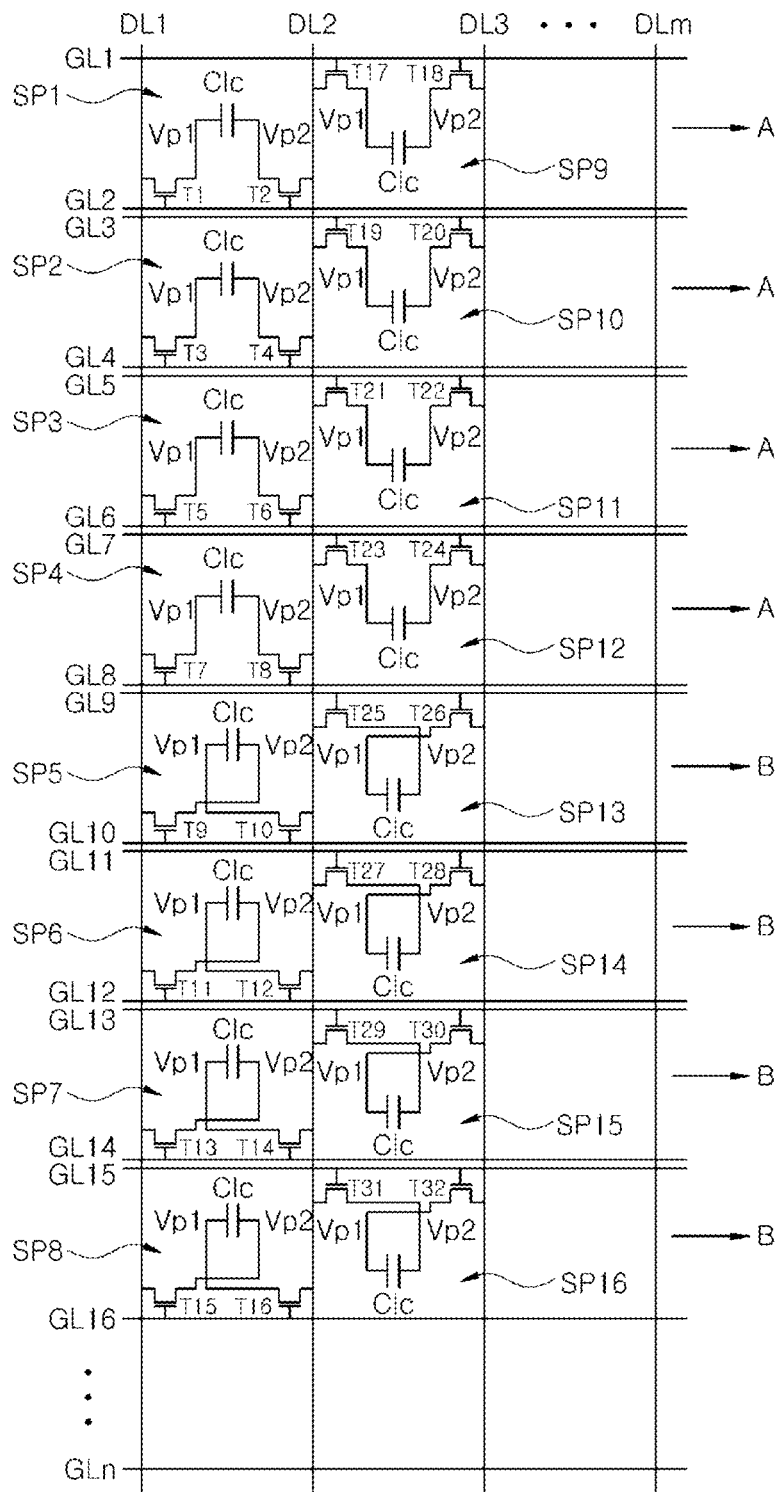 DL1 DL2 DL3 • • • DLm
GL1 T17 T18
SP1 Clc
Vp1 Vp2 Vp1 Vp2 A
Clc SP9
GL2 T1 T2
GL3 T19 T20
SP2 Clc
Vp1 Vp2 Vp1 Vp2 A
Clc SP10
GL4 T3 T4
GL5 T21 T22
SP3 Clc
Vp1 Vp2 Vp1 Vp2 A
Clc SP11
GL6 T5 T6
GL7 T23 T24
SP4 Clc
Vp1 Vp2 Vp1 Vp2 A
Clc SP12
GL8 T7 T8
GL9 T25 T26
Clc
SP5 Vp1 Vp2 Vp1 Vp2 B
Clc SP13
GL10 T9 T10
GL11 T27 T28
Clc
SP6 Vp1 Vp2 Vp1 Vp2 B
Clc SP14
GL12 T11 T12
GL13 T29 T30
Clc
SP7 Vp1 Vp2 Vp1 Vp2 B
Clc SP15
GL14 T13 T14
GL15 T31 T32
Clc
SP8 Vp1 Vp2 Vp1 Vp2 B
Clc SP16
GL16 T15 T16
•
•
•
GLn